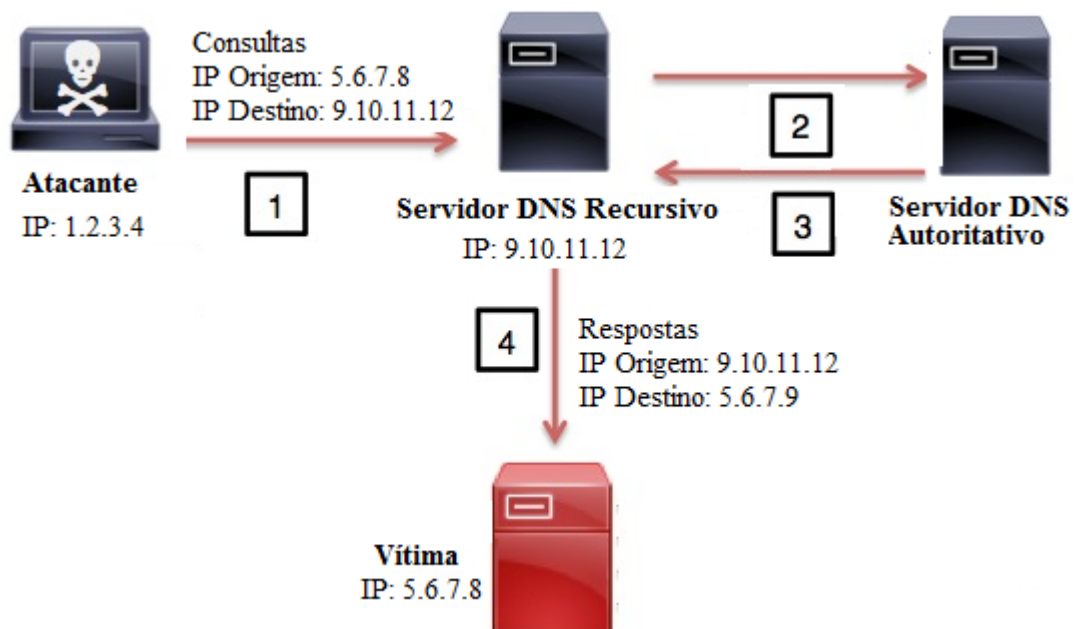 Consultas
IP Origem: 5.6.7.8
IP Destino: 9.10.11.12
1
Atacante
IP: 1.2.3.4
Servidor DNS Recursivo
IP: 9.10.11.12
2
3
Servidor DNS
Autoritativo
4
Respostas
IP Origem: 9.10.11.12
IP Destino: 5.6.7.9
Vítima
IP: 5.6.7.8